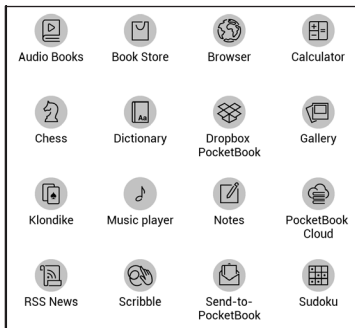 Audio Books Book Store Browser Calculator
Aa
Chess Dictionary Dropbox PocketBook Gallery
Klondike Music player Notes PocketBook Cloud
RSS News Scribble Send-to-PocketBook Sudoku